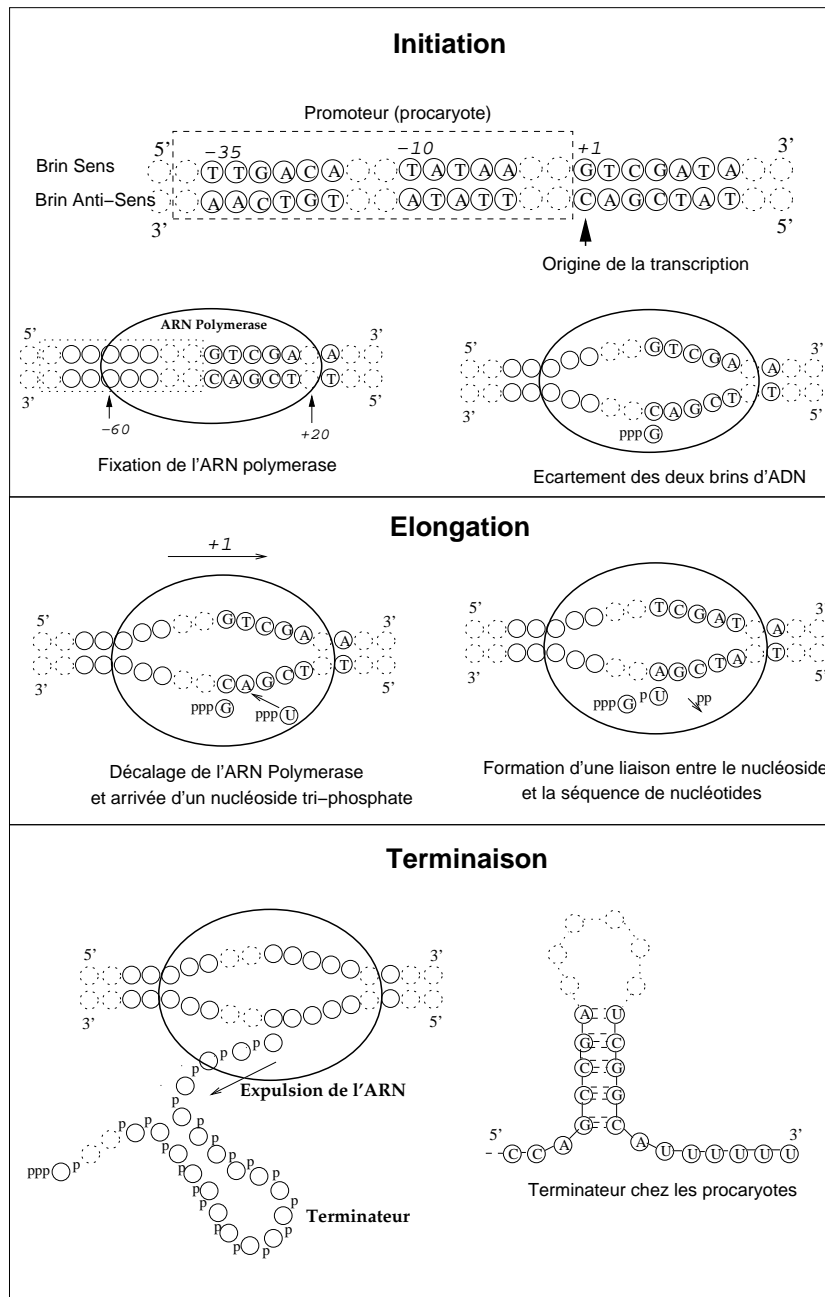 Initiation
Promoteur (procaryote)
5' -35 -10 +1 3'
Brin Sens T T G A C A T A T A A G T C G A T A
Brin Anti-Sens A A C T G T A T A T T C A G C T A T
3' 5'
Origine de la transcription
5' ARN Polymerase 3'
G T C G A A
C A G C T T
3' 5'
-60 +20
Fixation de l'ARN polymerase
5' 3'
G T C G A A
C A G C T T
3' 5'
ppp G
Ecartement des deux brins d'ADN
Elongation
+1
5' 3'
G T C G A A
C A G C T T
3' 5'
ppp G ppp U
Décalage de l'ARN Polymerase
et arrivée d'un nucléoside tri-phosphate
5' 3'
T C G A T A
A G C T A T
3' 5'
ppp G p U pp
Formation d'une liaison entre le nucléoside
et la séquence de nucléotides
Terminaison
5' 3'
3' 5'
p p p p
Expulsion de l'ARN
p p p p p p p
ppp p p p p p p
p p p p p p
Terminateur
A U
G C
C G
C G
G C
5' 3'
C C A A U U U U U U
Terminateur chez les procaryotes